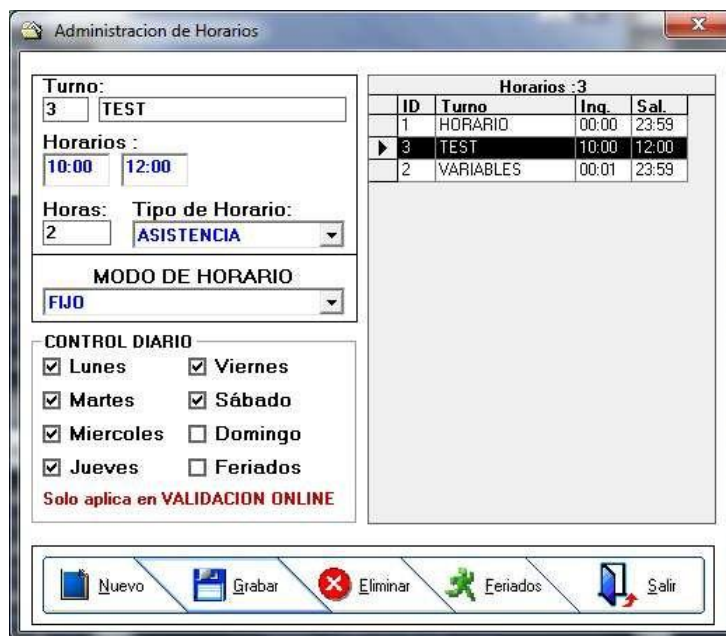 Administracion de Horarios
Turno:
3 TEST
Horarios :
10:00 12:00
Horas: Tipo de Horario:
2 ASISTENCIA
MODO DE HORARIO
FIJO
CONTROL DIARIO
Lunes Viernes
Martes Sábado
Miercoles Domingo
Jueves Feriados
Solo aplica en VALIDACION ONLINE
Horarios :3
ID Turno Ing. Sal.
1 HORARIO 00:00 23:59
3 TEST 10:00 12:00
2 VARIABLES 00:01 23:59
Nuevo Grabar Eliminar Feriados Salir